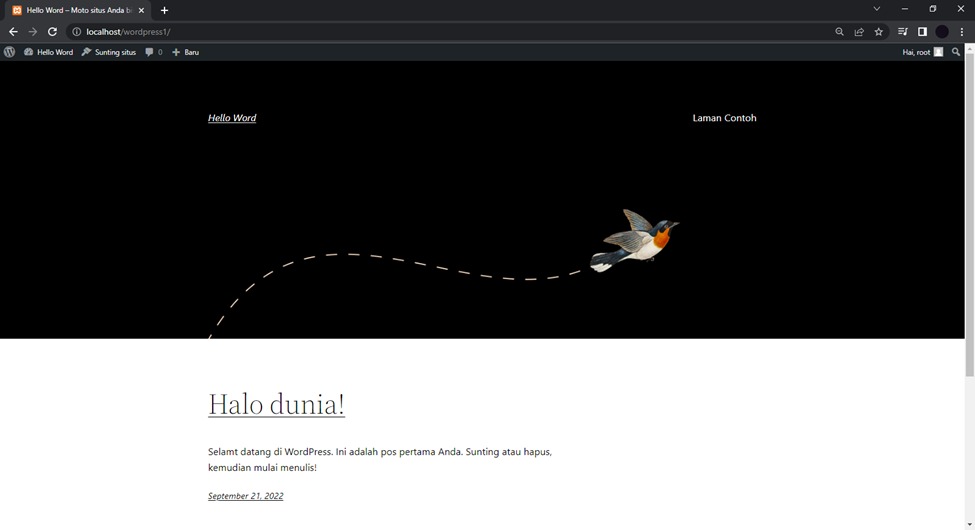 Hello Word – Moto situs Anda bi
localhost/wordpress1/
Hello Word Sunting situs 0 Baru Hai, root
Hello Word Laman Contoh
Halo dunia!
Selamt datang di WordPress. Ini adalah pos pertama Anda. Sunting atau hapus,
kemudian mulai menulis!
September 21, 2022